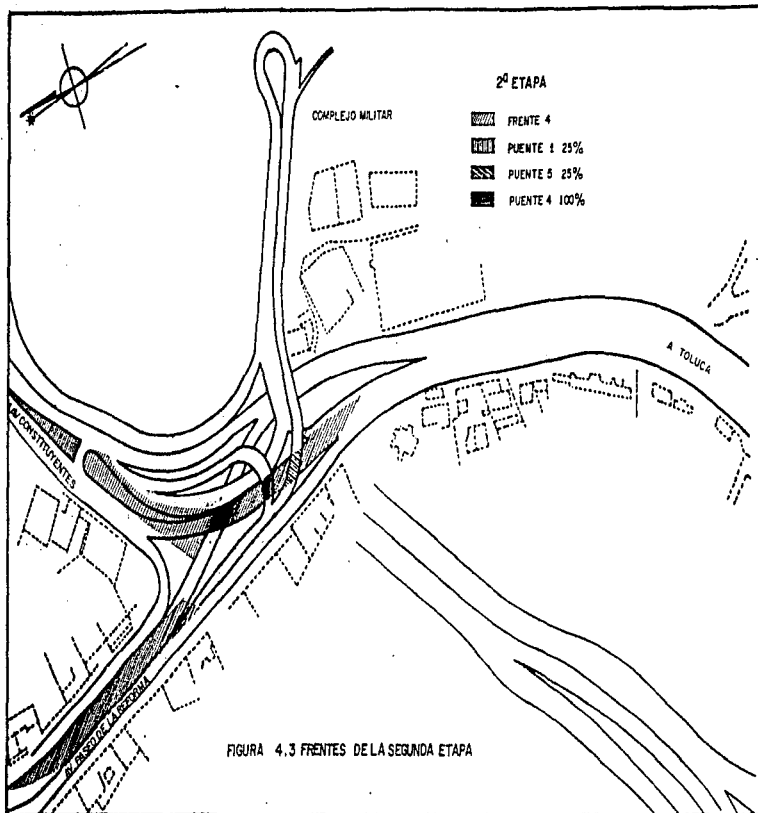 2ª ETAPA
COMPLEJO MILITAR
FRENTE 4
PUENTE 1 25%
PUENTE 5 25%
PUENTE 4 100%
A TOLUCA
AV CONSTITUYENTES
AV. PASEO DE LA REFORMA
FIGURA 4.3 FRENTES DE LA SEGUNDA ETAPA